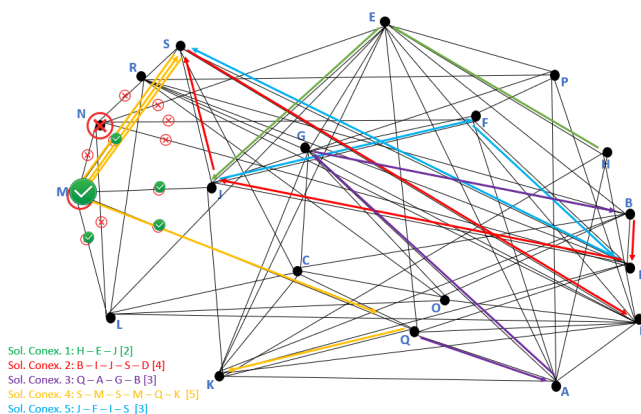 E
S
R
P
N
F
G
H
M
J
B
C
O
L
Q
K
A
Sol. Conex. 1: H – E – J [2]
Sol. Conex. 2: B – I – J – S – D [4]
Sol. Conex. 3: Q – A – G – B [3]
Sol. Conex. 4: S – M – S – M – Q – K [5]
Sol. Conex. 5: J – F – I – S [3]